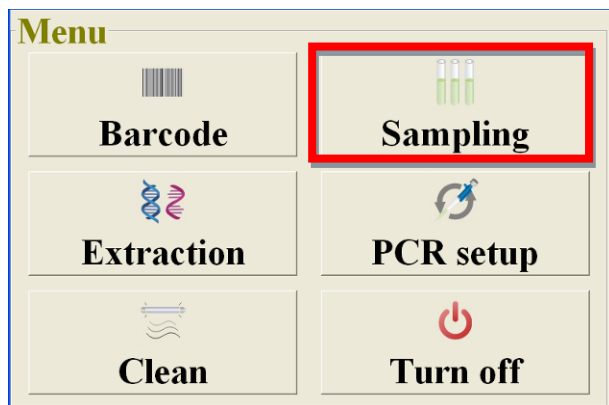 Menu
Barcode
Sampling
Extraction
PCR setup
Clean
Turn off